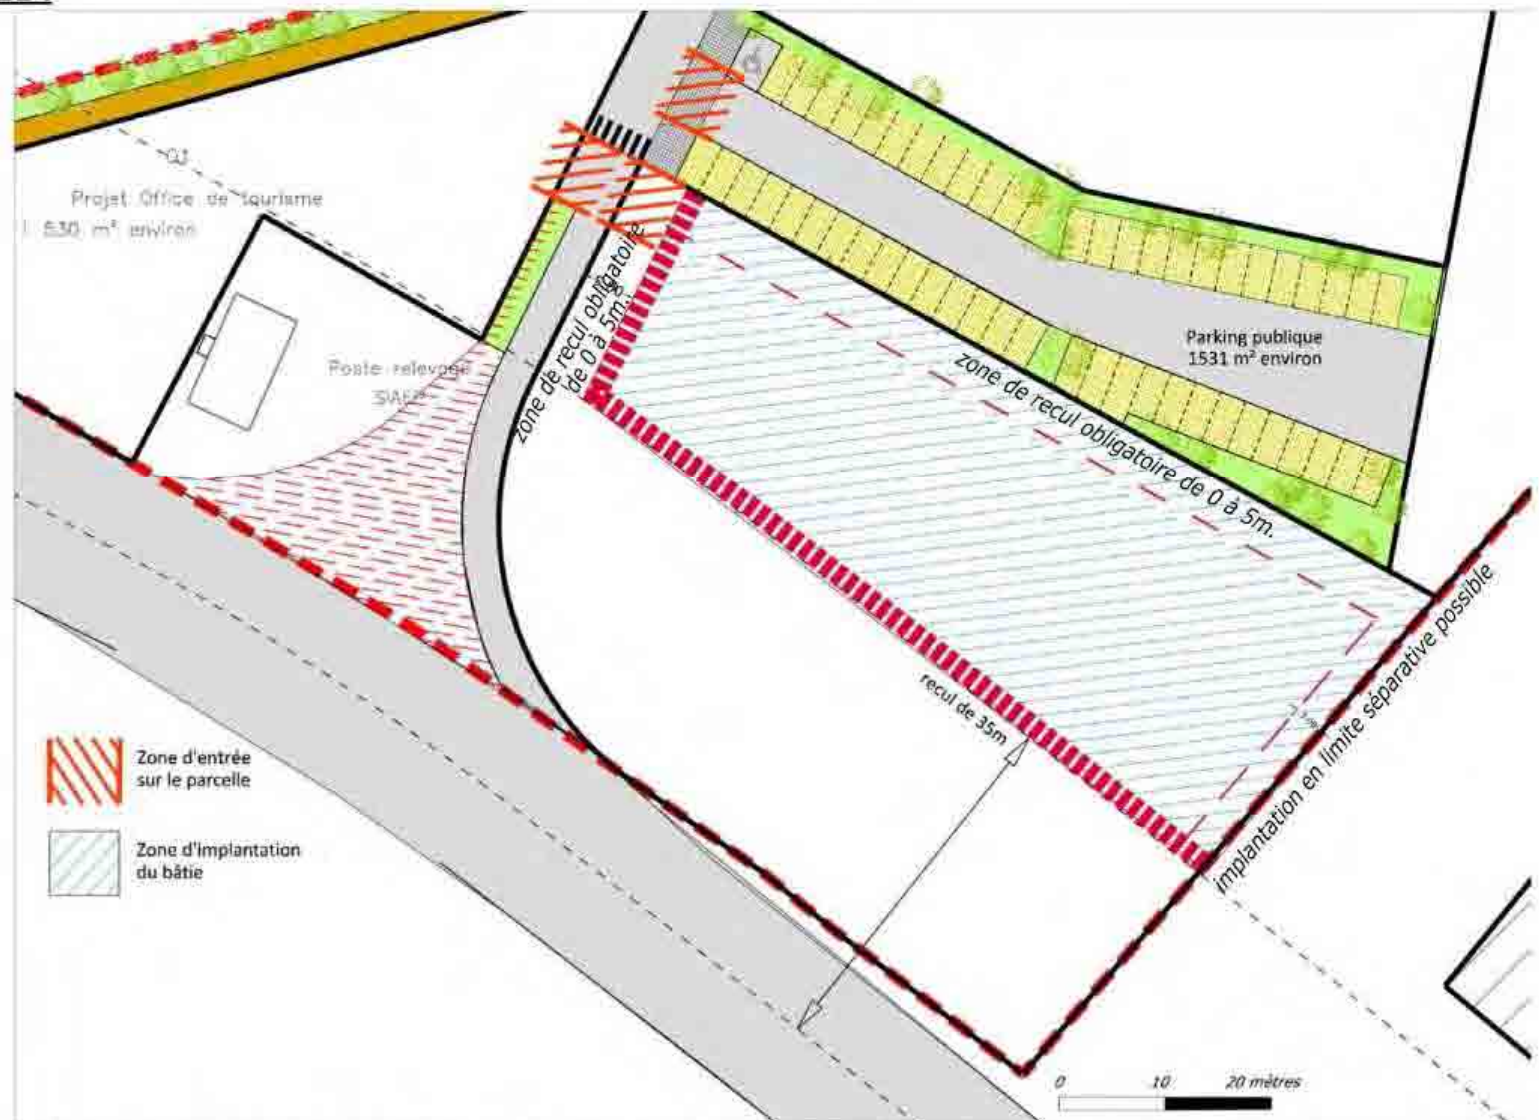 Projet Office de tourisme
530 m² environ
Poste relevage
zone de recul obligatoire
de 0 à 5m.
Parking publique
1531 m² environ
zone de recul obligatoire de 0 à 5m.
recul de 35m
implantation en limite séparative possible
Zone d'entrée
sur le parcelle
Zone d'implantation
du bâtie
0 10 20 mètres